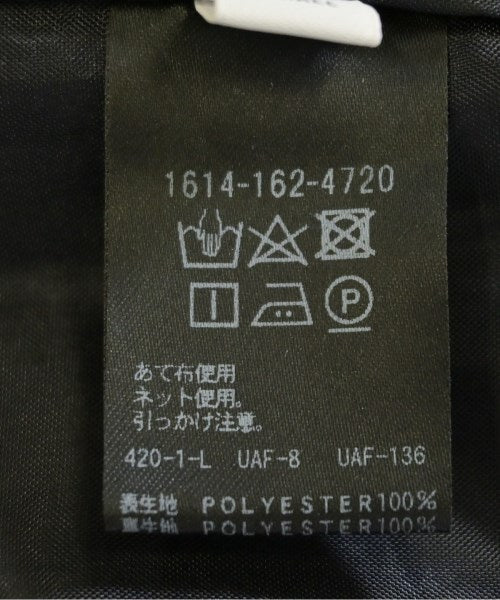 1614-162-4720
P
あて布使用
ネット使用。
引っかけ注意。
420-1-L UAF-8 UAF-136
表生地 POLYESTER100%
裏生地 POLYESTER100%